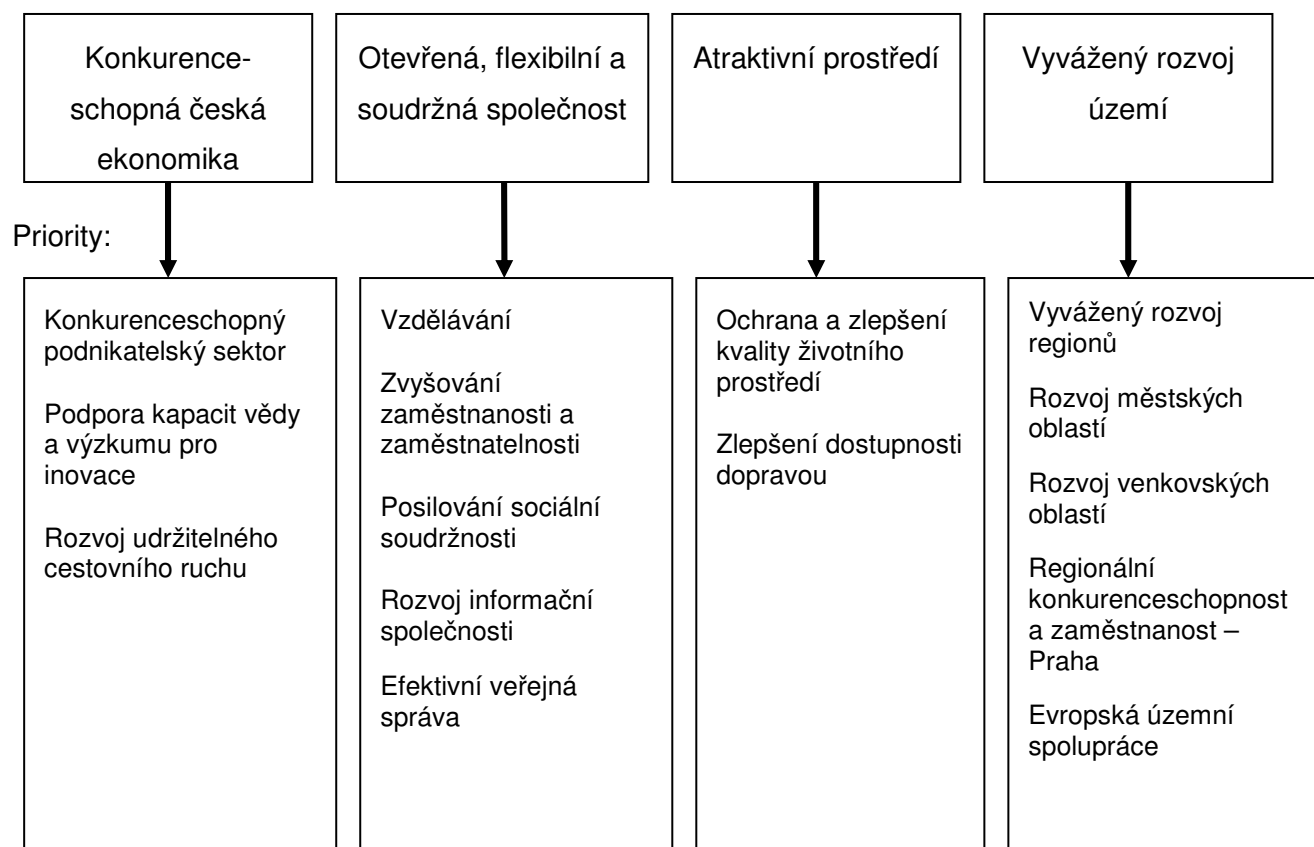 Konkurence-
schopná česká
ekonomika
Otevřená, flexibilní a
soudržná společnost
Atraktivní prostředí
Vyvážený rozvoj
území
Priority:
Konkurenceschopný
podnikatelský sektor
Podpora kapacit vědy
a výzkumu pro
inovace
Rozvoj udržitelného
cestovního ruchu
Vzdělávání
Zvyšování
zaměstnanosti a
zaměstnatelnosti
Posilování sociální
soudržnosti
Rozvoj informační
společnosti
Efektivní veřejná
správa
Ochrana a zlepšení
kvality životního
prostředí
Zlepšení dostupnosti
dopravou
Vyvážený rozvoj
regionů
Rozvoj městských
oblastí
Rozvoj venkovských
oblastí
Regionální
konkurenceschopnost
a zaměstnanost –
Praha
Evropská územní
spolupráce